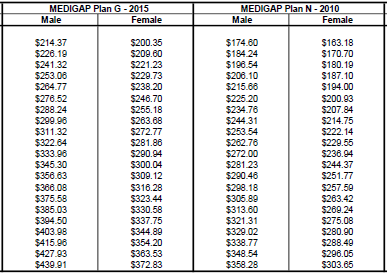 MEDIGAP Plan G - 2015 MEDIGAP Plan N - 2010
Male Female Male Female
$214.37 $200.35 $174.60 $163.18
$226.19 $209.60 $184.24 $170.70
$241.32 $221.23 $196.54 $180.19
$253.06 $229.73 $206.10 $187.10
$264.77 $238.20 $215.66 $194.00
$276.52 $246.70 $225.20 $200.93
$288.24 $255.18 $234.76 $207.84
$299.96 $263.68 $244.31 $214.75
$311.32 $272.77 $253.54 $222.14
$322.64 $281.86 $262.76 $229.55
$333.96 $290.94 $272.00 $236.94
$345.30 $300.04 $281.23 $244.37
$356.63 $309.12 $290.46 $251.77
$366.08 $316.28 $298.18 $257.59
$375.58 $323.44 $305.89 $263.42
$385.03 $330.58 $313.60 $269.24
$394.50 $337.75 $321.31 $275.08
$403.98 $344.89 $329.02 $280.90
$415.96 $354.20 $338.77 $288.49
$427.93 $363.53 $348.54 $296.05
$439.91 $372.83 $358.28 $303.65